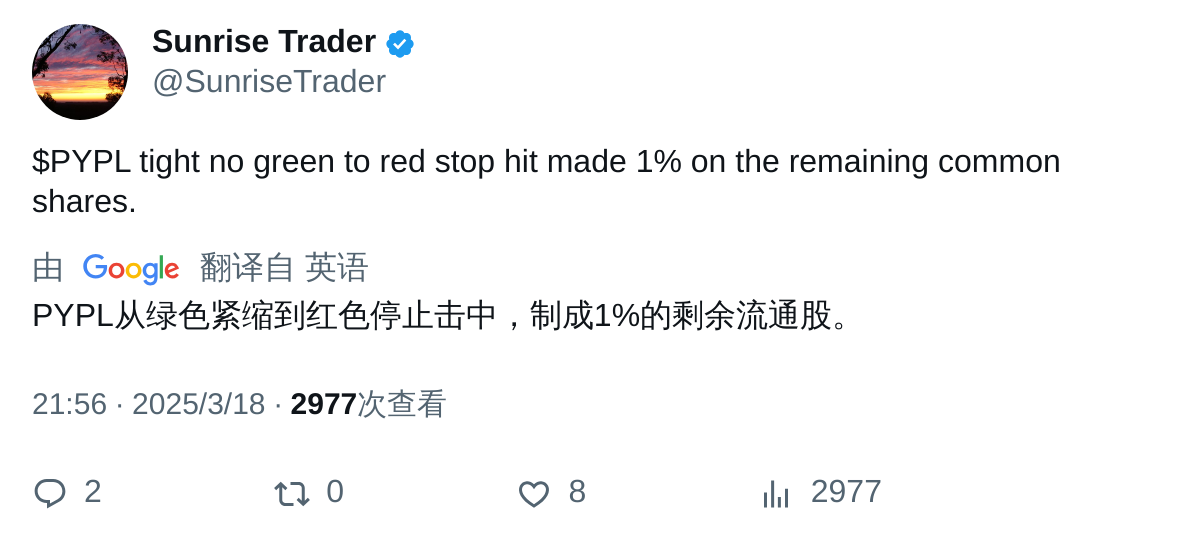 Sunrise Trader
@SunriseTrader
$PYPL tight no green to red stop hit made 1% on the remaining common
shares.
由 Google 翻译自 英语
PYPL从绿色紧缩到红色停止击中，制成1%的剩余流通股。
21:56 · 2025/3/18 · 2977次查看
2 0 8 2977